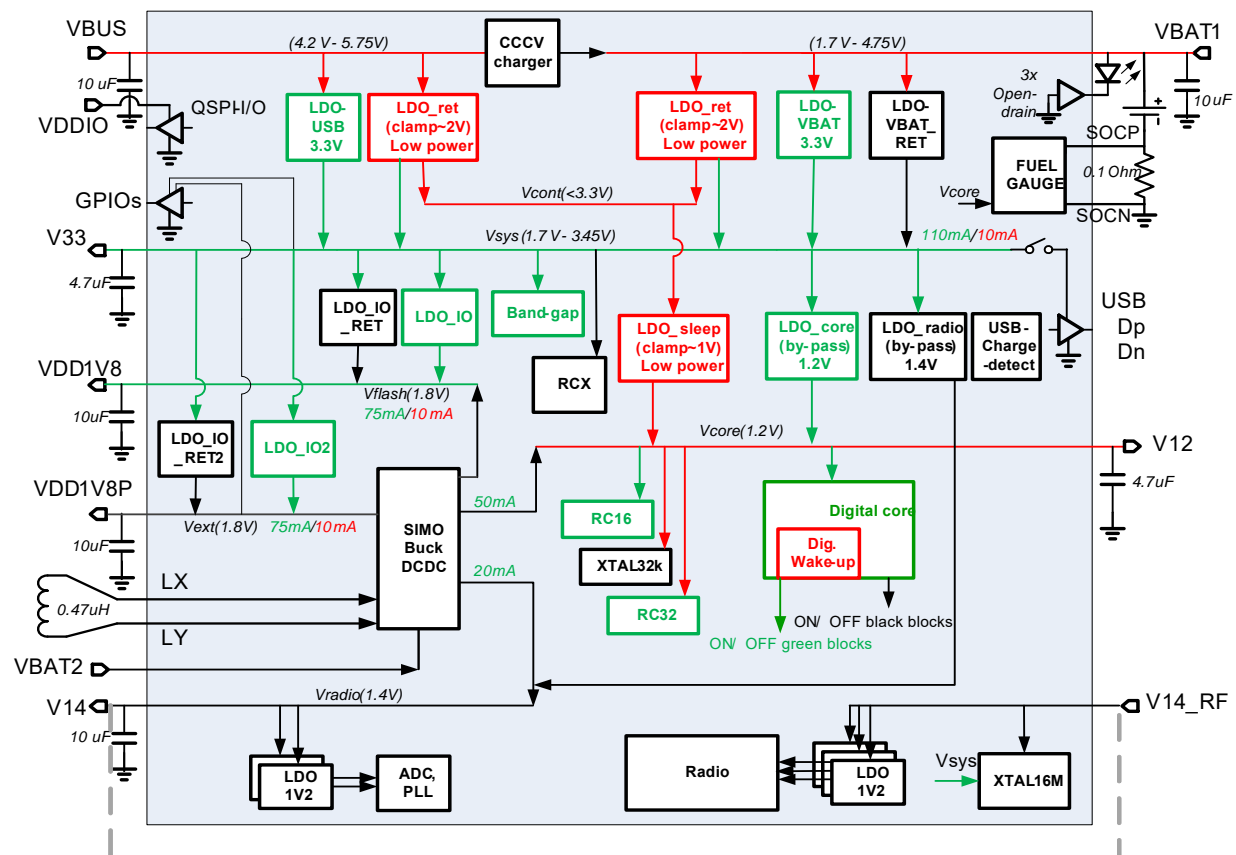 VBUS
(4.2 V - 5.75V)
CCCV
charger
(1.7 V - 4.75V)
VBAT1
10 uF
QSPI-I/O
VDDIO
LDO-
USB
3.3V
LDO_ret
(clamp~2V)
Low power
LDO_ret
(clamp~2V)
Low power
LDO-
VBAT
3.3V
LDO-
VBAT_
RET
3x
Open-
drain
10uF
SOCP
FUEL
GAUGE
0.1 Ohm
SOCN
Vcore
GPIOs
Vcont(<3.3V)
V33
Vsys (1.7 V - 3.45V)
110mA/10mA
4.7uF
LDO_IO
_RET
LDO_IO
Band-gap
LDO_sleep
(clamp~1V)
Low power
LDO_core
(by-pass)
1.2V
LDO_radio
(by-pass)
1.4V
USB-
Charge
-detect
USB
Dp
Dn
RCX
VDD1V8
Vflash(1.8V)
75mA/10 mA
10uF
LDO_IO
_RET2
LDO_IO2
Vcore(1.2V)
V12
4.7uF
VDD1V8P
Vext(1.8V)
75mA/10 mA
10uF
SIMO
Buck
DCDC
50mA
20mA
RC16
XTAL32k
RC32
Digital core
Dig.
Wake-up
ON/ OFF black blocks
ON/ OFF green blocks
LX
0.47uH
LY
VBAT2
V14
Vradio(1.4V)
V14_RF
10 uF
LDO
1V2
ADC,
PLL
Radio
LDO
1V2
Vsys
XTAL16M